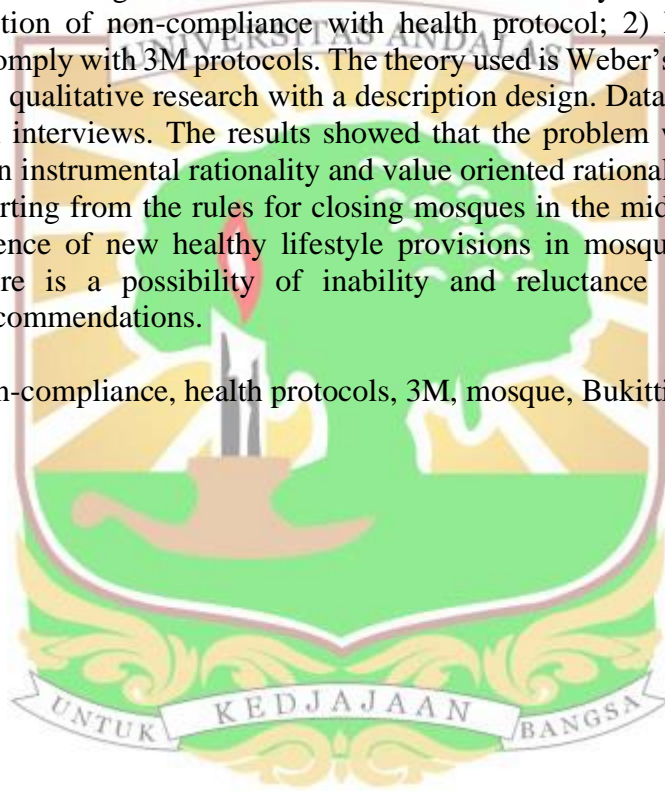 tion of non-compliance with health protocol; 2)
omply with 3M protocols. The theory used is Weber's
qualitative research with a description design. Data
interviews. The results showed that the problem
n instrumental rationality and value oriented rational
rting from the rules for closing mosques in the mid
ence of new healthy lifestyle provisions in mosqu
re is a possibility of inability and reluctance
commendations.
n-compliance, health protocols, 3M, mosque, Bukitti
UNIVERSITAS ANDALAS
UNTUK KEDJAJAAN BANGSA